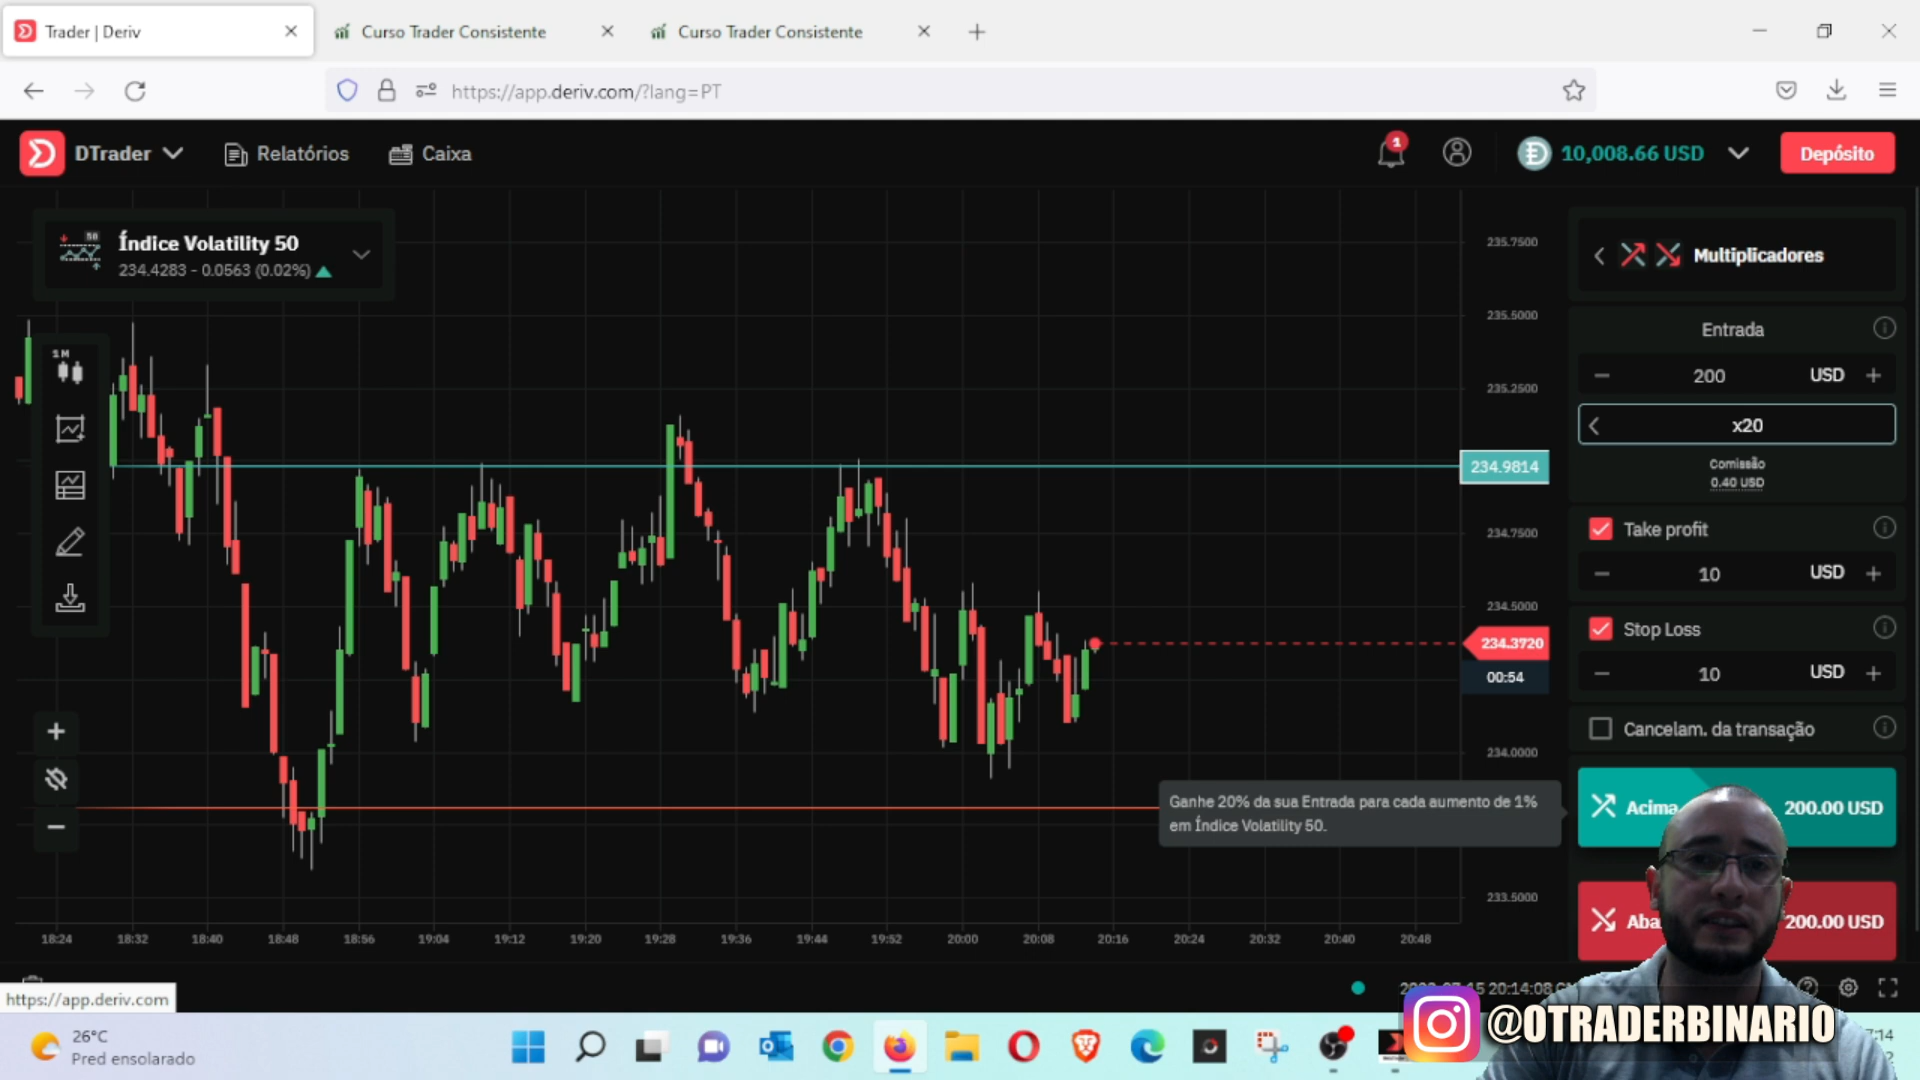 Trader | Deriv
Curso Trader Consistente
Curso Trader Consistente
https://app.deriv.com/?lang=PT
DTrader
Relatórios
Caixa
1
10,008.66 USD
Depósito
50
Índice Volatility 50
234.4283 - 0.0563 (0.02%)
1M
235.7500
235.5000
235.2500
234.9814
234.7500
234.5000
234.3720
00:54
234.0000
233.5000
Multiplicadores
Entrada
200 USD
x20
Comissão
0.40 USD
Take profit
10 USD
Stop Loss
10 USD
Cancelam. da transação
Ganhe 20% da sua Entrada para cada aumento de 1%
em Índice Volatility 50.
Acima 200.00 USD
200.00 USD
18:24 18:32 18:40 18:48 18:56 19:04 19:12 19:20 19:28 19:36 19:44 19:52 20:00 20:08 20:16 20:24 20:32 20:40 20:48
20:14:08
https://app.deriv.com
26°C
Pred ensolarado
@OTRADERBINARIO